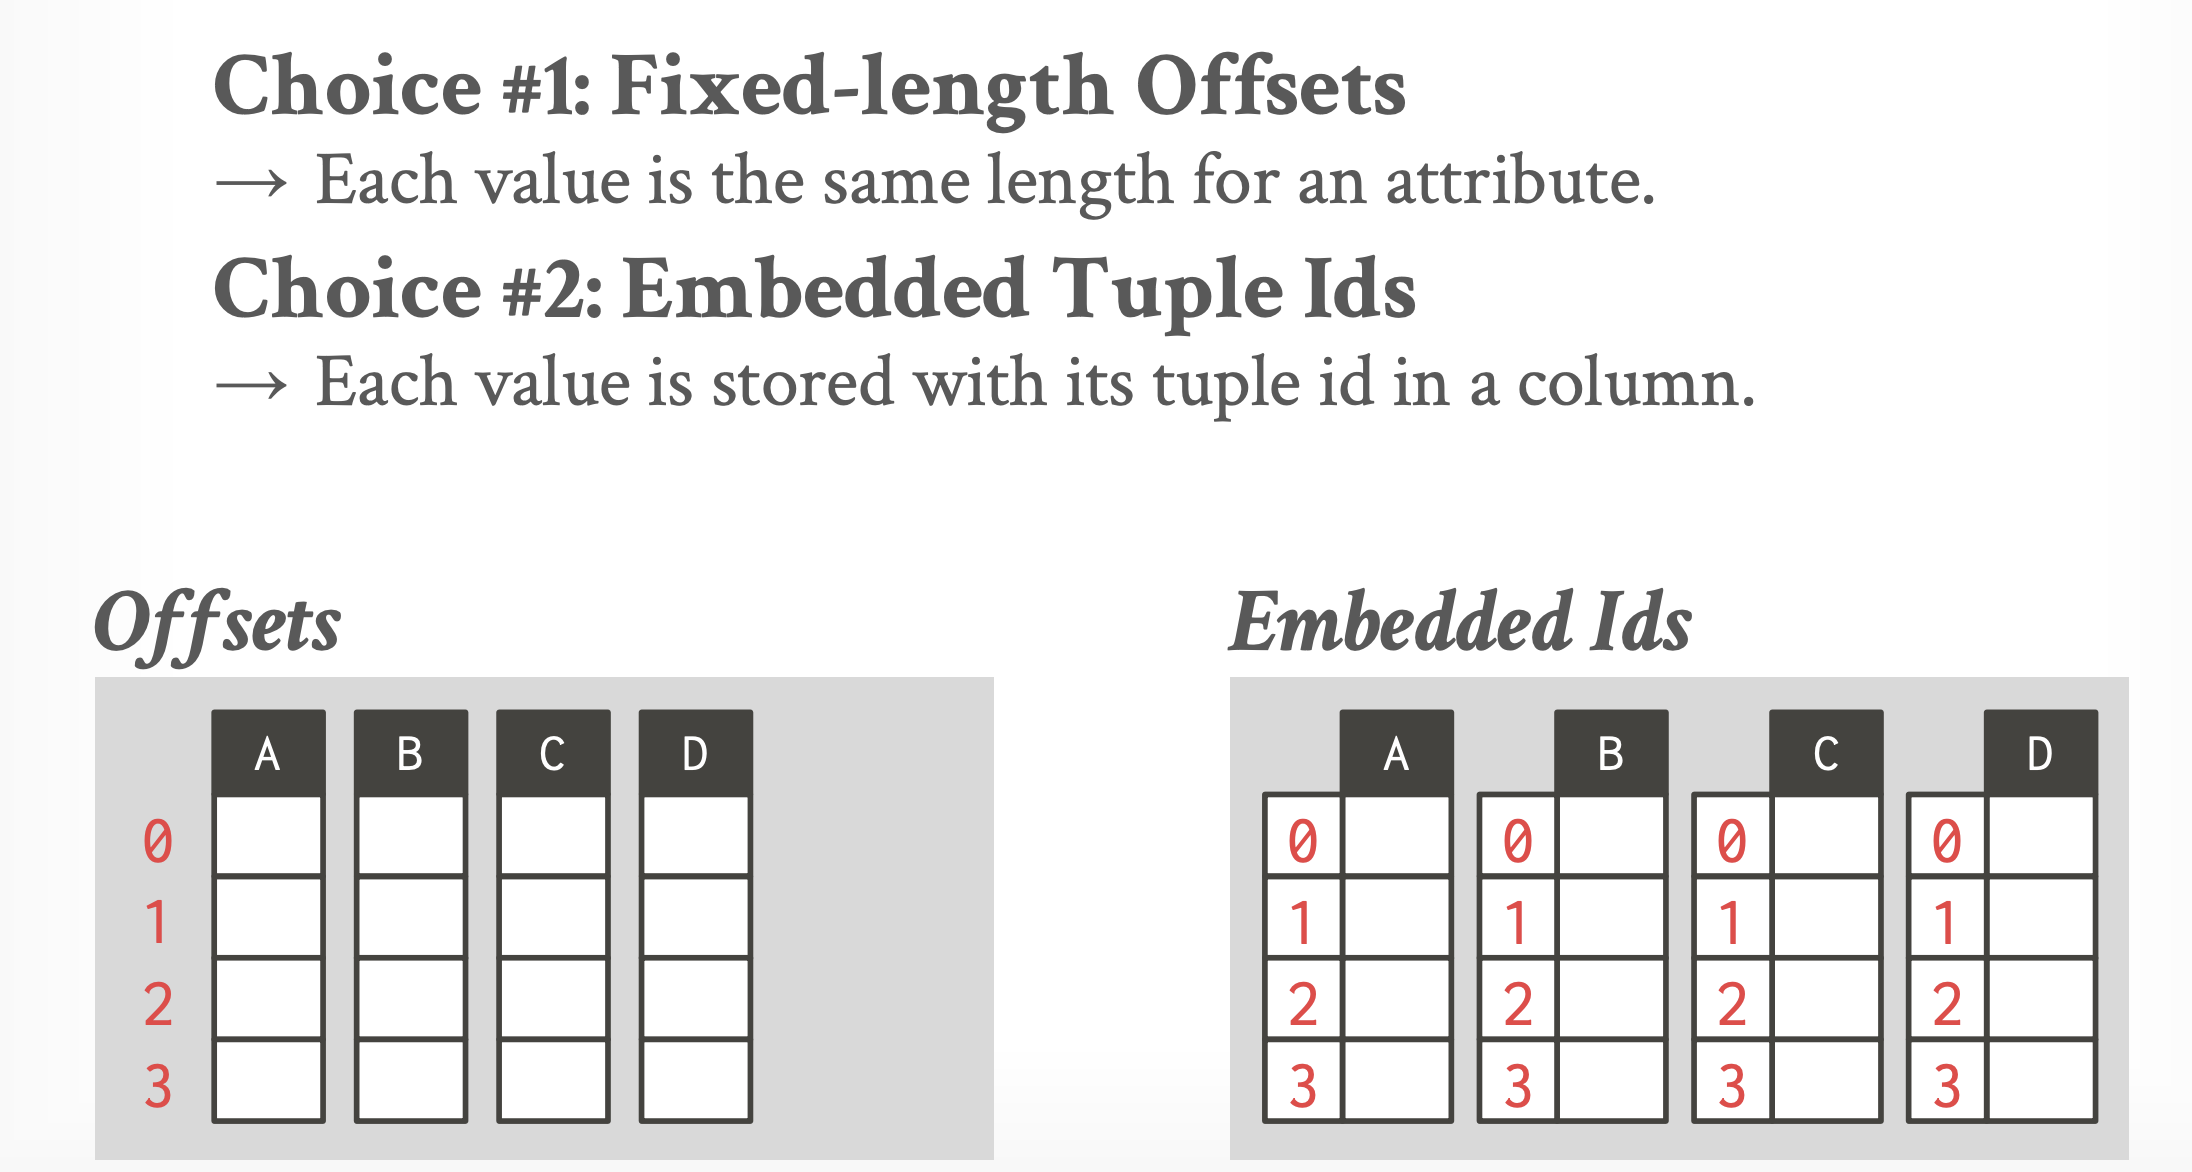 Choice #1: Fixed-length Offsets
→ Each value is the same length for an attribute.
Choice #2: Embedded Tuple Ids
→ Each value is stored with its tuple id in a column.
Offsets
A B C D
0
1
2
3
Embedded Ids
A B C D
0 0 0 0
1 1 1 1
2 2 2 2
3 3 3 3